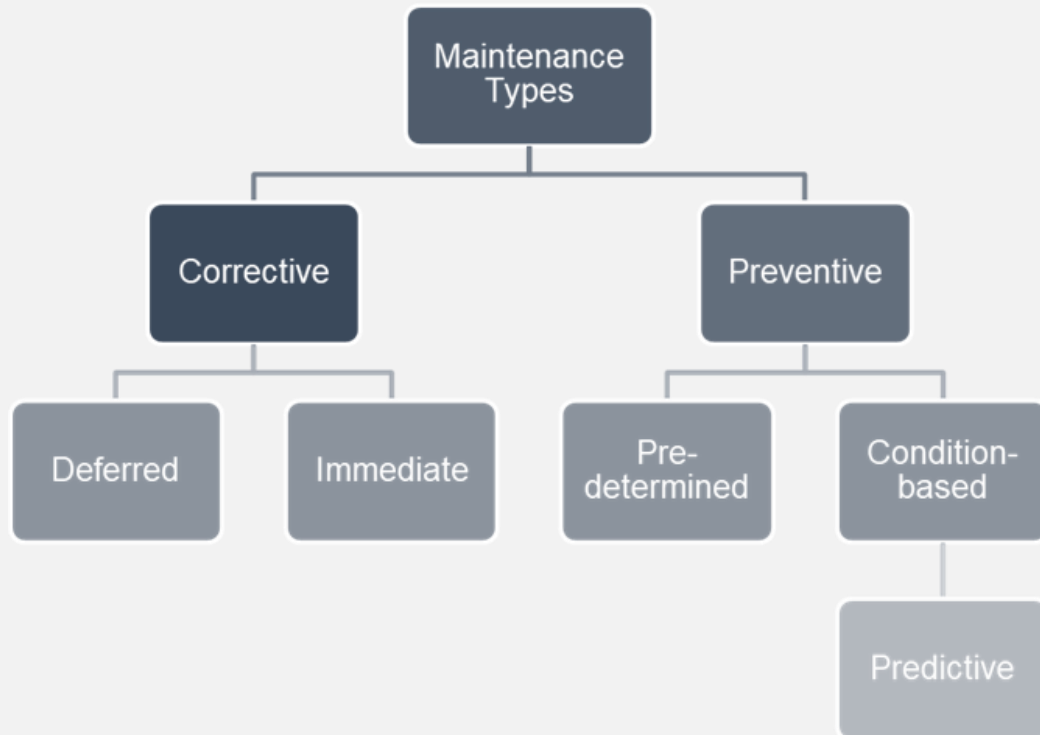 Maintenance
Types
Corrective
Preventive
Deferred
Immediate
Pre-
determined
Condition-
based
Predictive